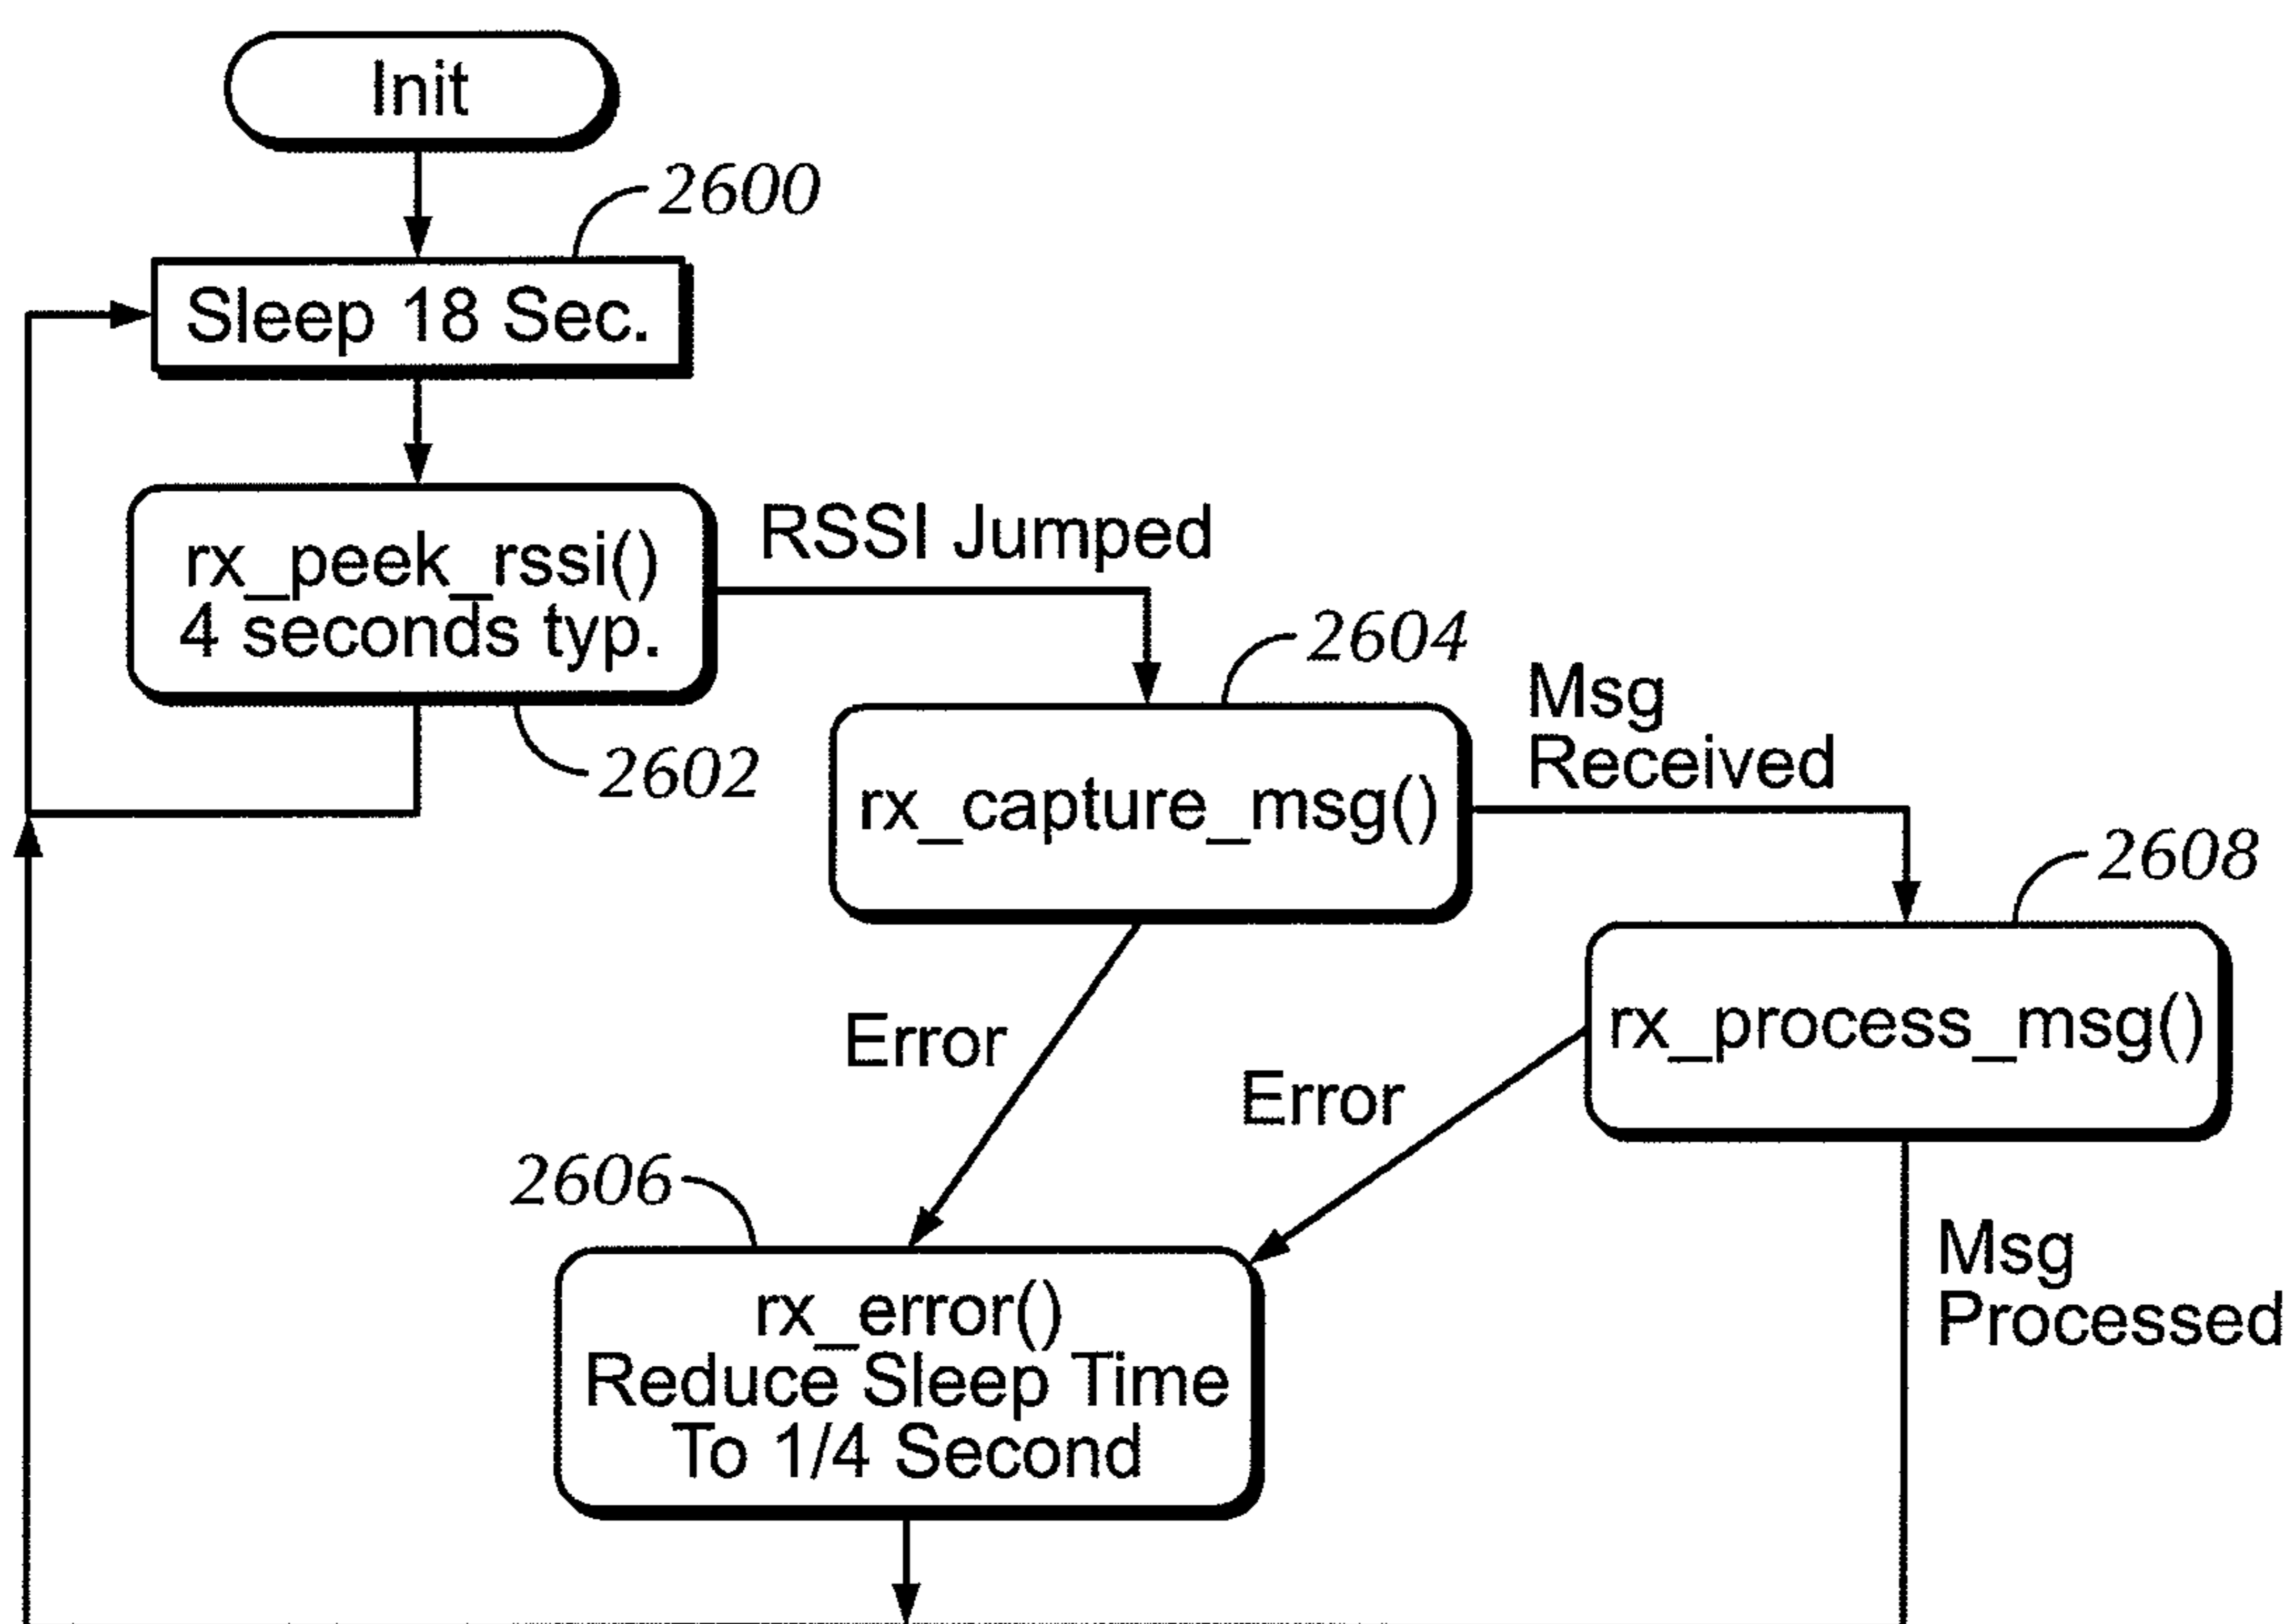 Init
2600
Sleep 18 Sec.
rx_peek_rssi()
4 seconds typ.
RSSI Jumped
2602
2604
rx_capture_msg()
Msg
Received
2608
rx_process_msg()
Error
Error
2606
rx_error()
Reduce Sleep Time
To 1/4 Second
Msg
Processed